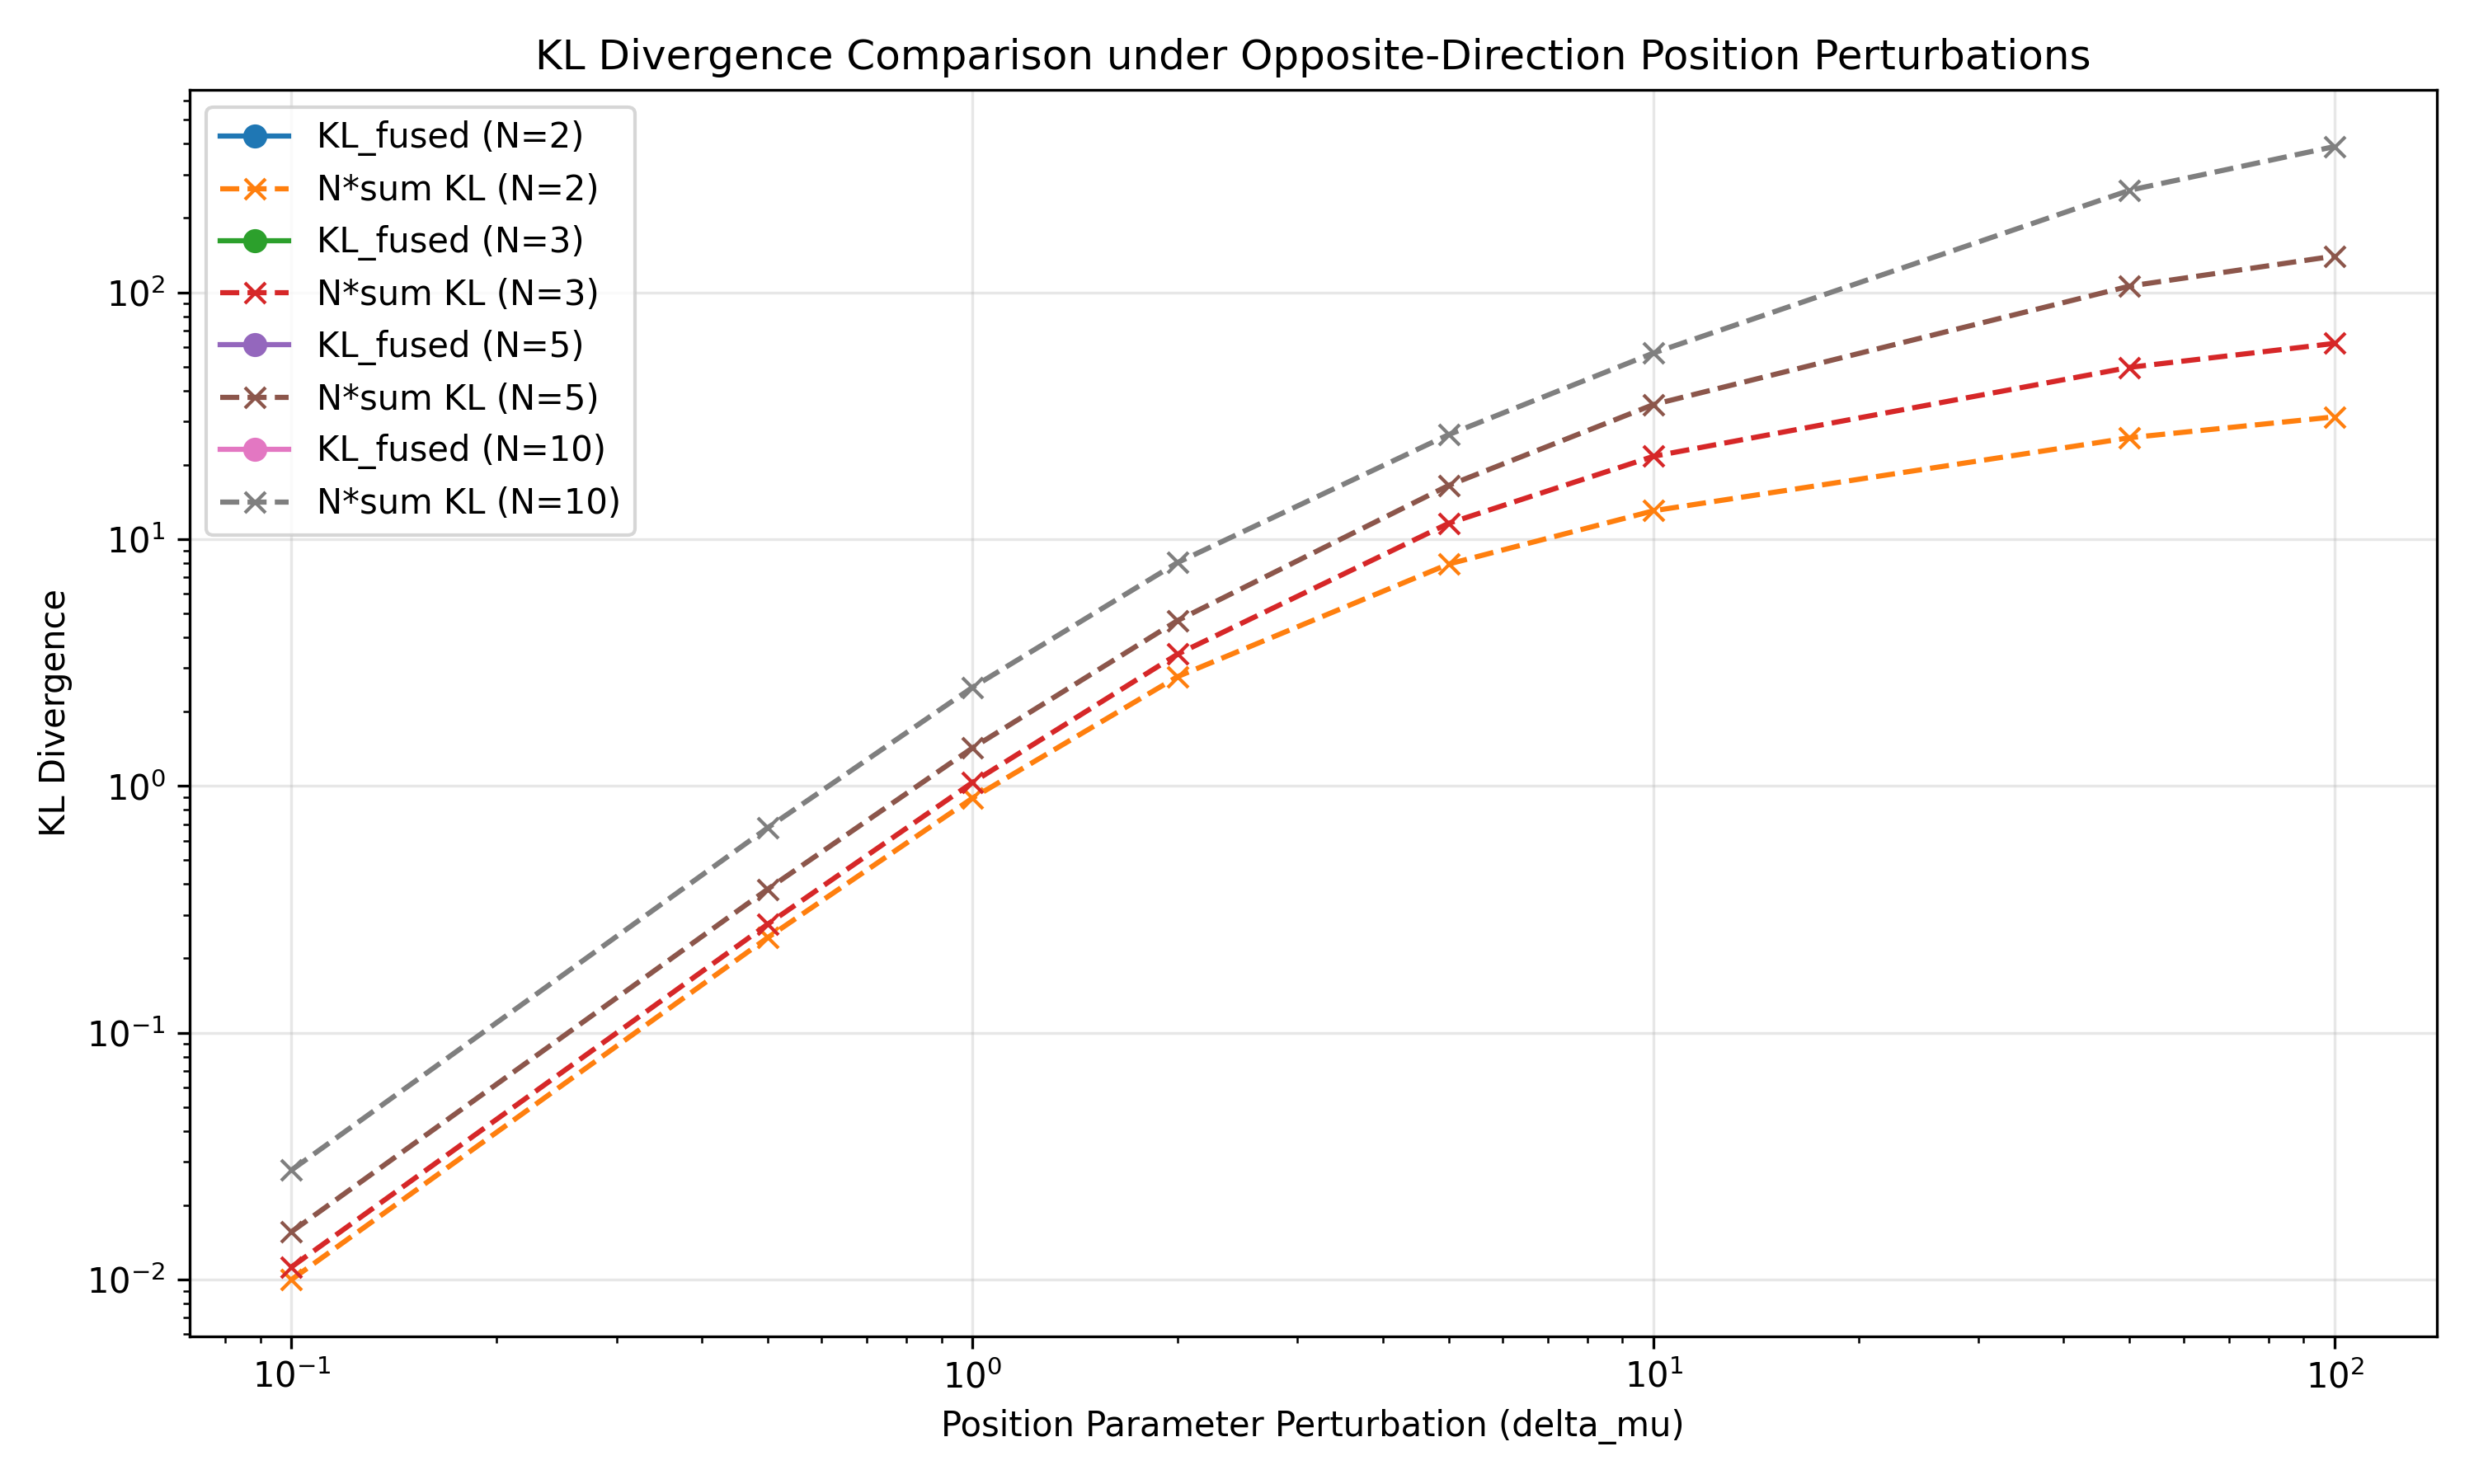 KL Divergence Comparison under Opposite-Direction Position Perturbations
KL_fused (N=2)
N*sum KL (N=2)
KL_fused (N=3)
N*sum KL (N=3)
KL_fused (N=5)
N*sum KL (N=5)
KL_fused (N=10)
N*sum KL (N=10)
KL Divergence
10²
10¹
10⁰
10⁻¹
10⁻²
10⁻¹ 10⁰ 10¹ 10²
Position Parameter Perturbation (delta_mu)